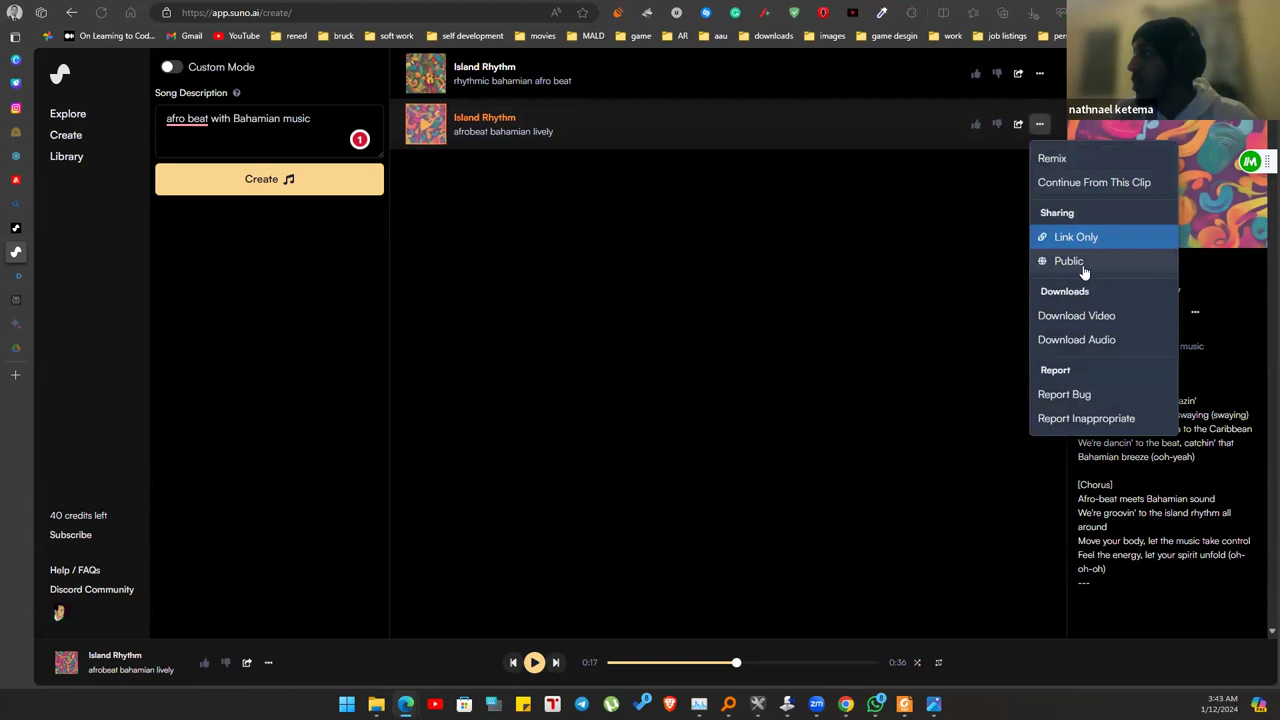 https://app.suno.ai/create/
On Learning to Cod...
Gmail
YouTube
rened
bruck
soft work
self development
movies
MALD
game
AR
aau
downloads
images
game desgin
work
job listings
Explore
Create
Library
40 credits left
Subscribe
Help / FAQs
Discord Community
Custom Mode
Song Description
afro beat with Bahamian music
1
Create
Island Rhythm
rhythmic bahamian afro beat
Island Rhythm
afrobeat bahamian lively
nathnael ketema
Remix
Continue From This Clip
Sharing
Link Only
Public
Downloads
Download Video
Download Audio
Report
Report Bug
Report Inappropriate
music
swaying (swaying)
to the Caribbean
We're dancin' to the beat, catchin' that
Bahamian breeze (ooh-yeah)
[Chorus]
Afro-beat meets Bahamian sound
We're groovin' to the island rhythm all
around
Move your body, let the music take control
Feel the energy, let your spirit unfold (oh-
oh-oh)
---
Island Rhythm
afrobeat bahamian lively
0:17
0:36
3:43 AM
1/12/2024